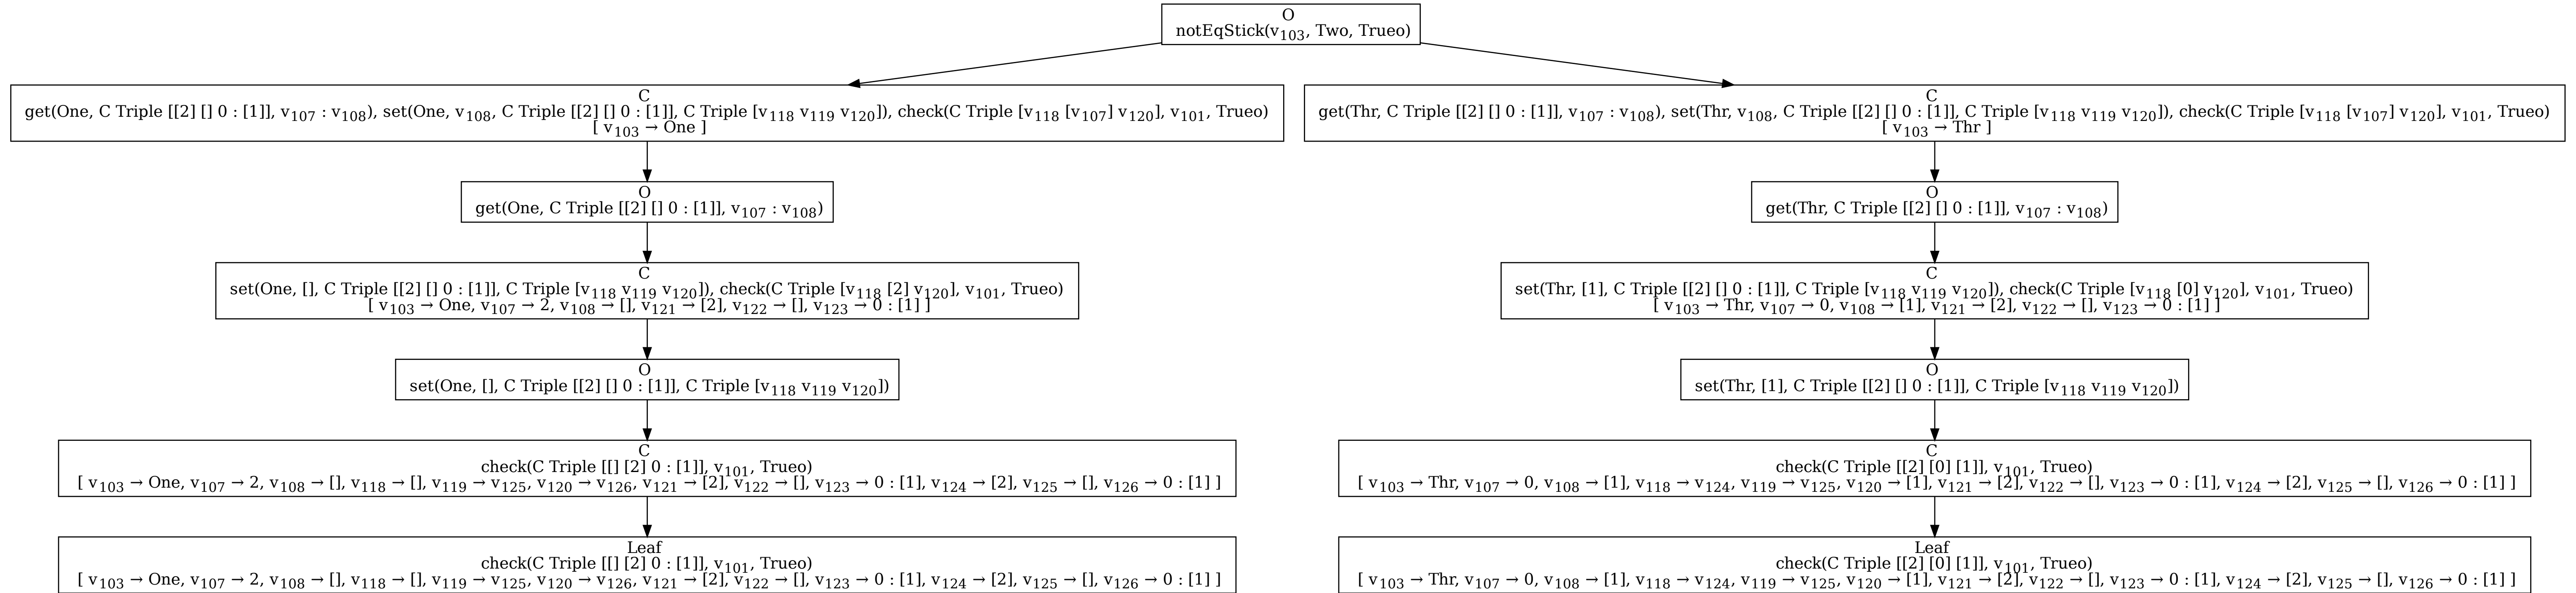 O
notEqStick(v103, Two, Trueo)
C
get(One, C Triple [[2] [] 0 : [1]], v107 : v108), set(One, v108, C Triple [[2] [] 0 : [1]], C Triple [v118 v119 v120]), check(C Triple [v118 [v107] v120], v101, Trueo)
[ v103 → One ]
C
get(Thr, C Triple [[2] [] 0 : [1]], v107 : v108), set(Thr, v108, C Triple [[2] [] 0 : [1]], C Triple [v118 v119 v120]), check(C Triple [v118 [v107] v120], v101, Trueo)
[ v103 → Thr ]
O
get(One, C Triple [[2] [] 0 : [1]], v107 : v108)
O
get(Thr, C Triple [[2] [] 0 : [1]], v107 : v108)
C
set(One, [], C Triple [[2] [] 0 : [1]], C Triple [v118 v119 v120]), check(C Triple [v118 [2] v120], v101, Trueo)
[ v103 → One, v107 → 2, v108 → [], v121 → [2], v122 → [], v123 → 0 : [1] ]
C
set(Thr, [1], C Triple [[2] [] 0 : [1]], C Triple [v118 v119 v120]), check(C Triple [v118 [0] v120], v101, Trueo)
[ v103 → Thr, v107 → 0, v108 → [1], v121 → [2], v122 → [], v123 → 0 : [1] ]
O
set(One, [], C Triple [[2] [] 0 : [1]], C Triple [v118 v119 v120])
O
set(Thr, [1], C Triple [[2] [] 0 : [1]], C Triple [v118 v119 v120])
C
check(C Triple [[] [2] 0 : [1]], v101, Trueo)
[ v103 → One, v107 → 2, v108 → [], v118 → [], v119 → v125, v120 → v126, v121 → [2], v122 → [], v123 → 0 : [1], v124 → [2], v125 → [], v126 → 0 : [1] ]
C
check(C Triple [[2] [0] [1]], v101, Trueo)
[ v103 → Thr, v107 → 0, v108 → [1], v118 → v124, v119 → v125, v120 → [1], v121 → [2], v122 → [], v123 → 0 : [1], v124 → [2], v125 → [], v126 → 0 : [1] ]
Leaf
check(C Triple [[] [2] 0 : [1]], v101, Trueo)
[ v103 → One, v107 → 2, v108 → [], v118 → [], v119 → v125, v120 → v126, v121 → [2], v122 → [], v123 → 0 : [1], v124 → [2], v125 → [], v126 → 0 : [1] ]
Leaf
check(C Triple [[2] [0] [1]], v101, Trueo)
[ v103 → Thr, v107 → 0, v108 → [1], v118 → v124, v119 → v125, v120 → [1], v121 → [2], v122 → [], v123 → 0 : [1], v124 → [2], v125 → [], v126 → 0 : [1] ]